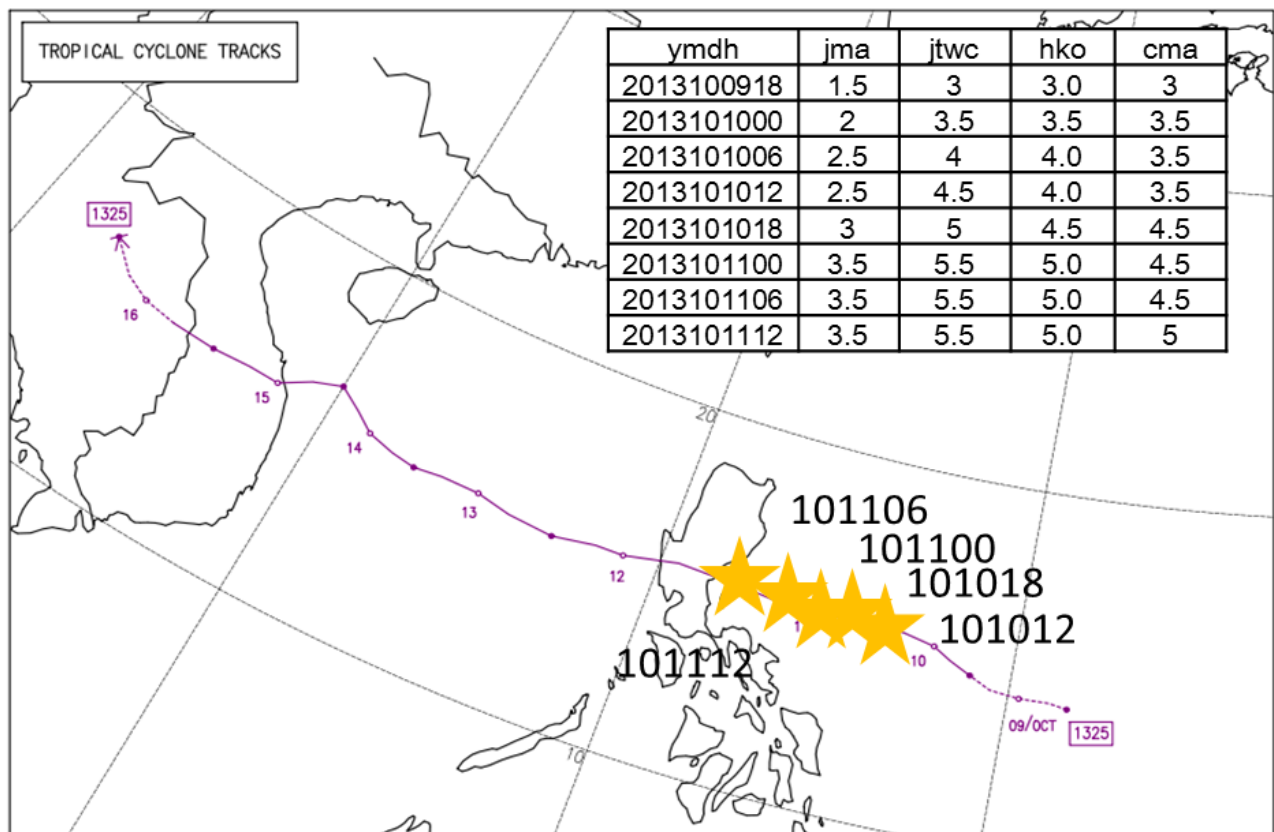 TROPICAL CYCLONE TRACKS
ymdh jma jtwc hko cma
2013100918 1.5 3 3.0 3
2013101000 2 3.5 3.5 3.5
2013101006 2.5 4 4.0 3.5
2013101012 2.5 4.5 4.0 3.5
2013101018 3 5 4.5 4.5
2013101100 3.5 5.5 5.0 4.5
2013101106 3.5 5.5 5.0 4.5
2013101112 3.5 5.5 5.0 5
1325
16
15
20
14
13
101106
101100
12
101018
101012
10
101112
09/OCT
1325
10